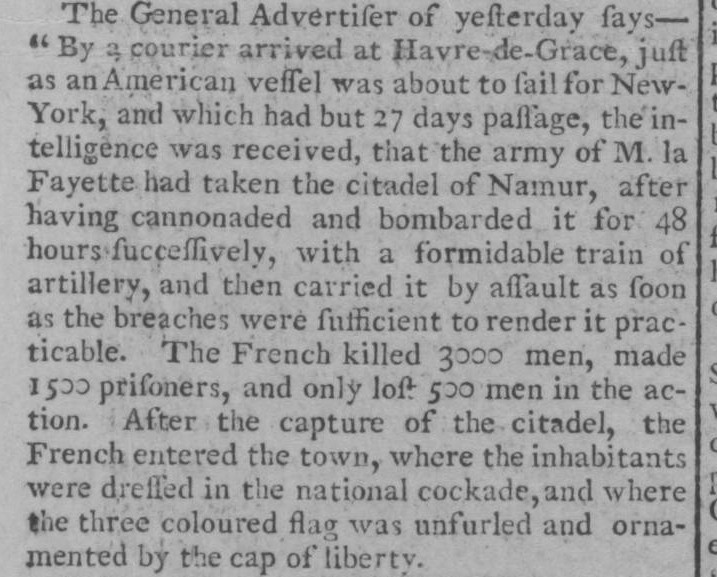 The General Advertiſer of yeſterday ſays—
“ By a courier arrived at Havre-de-Grace, juſt
as an American veſſel was about to ſail for New-
York, and which had but 27 days paſſage, the in-
telligence was received, that the army of M. la
Fayette had taken the citadel of Namur, after
having cannonaded and bombarded it for 48
hours ſucceſſively, with a formidable train of
artillery, and then carried it by aſſault as ſoon
as the breaches were ſufficient to render it prac-
ticable. The French killed 3000 men, made
1500 priſoners, and only loſt 500 men in the ac-
tion. After the capture of the citadel, the
French entered the town, where the inhabitants
were dreſſed in the national cockade, and where
the three coloured flag was unfurled and orna-
mented by the cap of liberty.